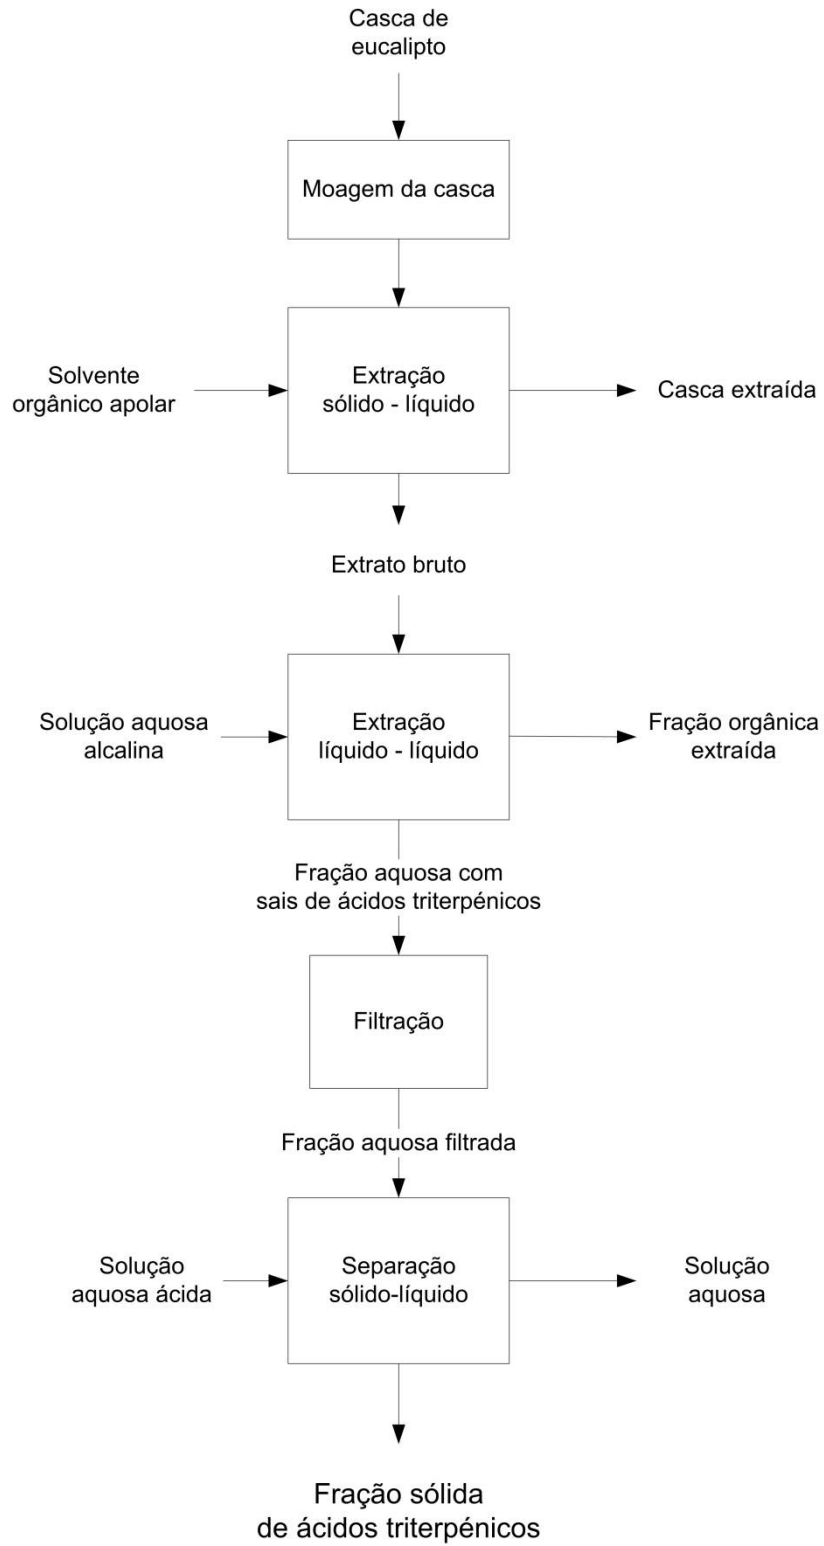 Casca de
eucalipto
Moagem da casca
Solvente
orgânico apolar
Extração
sólido - líquido
Casca extraída
Extrato bruto
Solução aquosa
alcalina
Extração
líquido - líquido
Fração orgânica
extraída
Fração aquosa com
sais de ácidos triterpénicos
Filtração
Fração aquosa filtrada
Solução
aquosa ácida
Separação
sólido-líquido
Solução
aquosa
Fração sólida
de ácidos triterpénicos